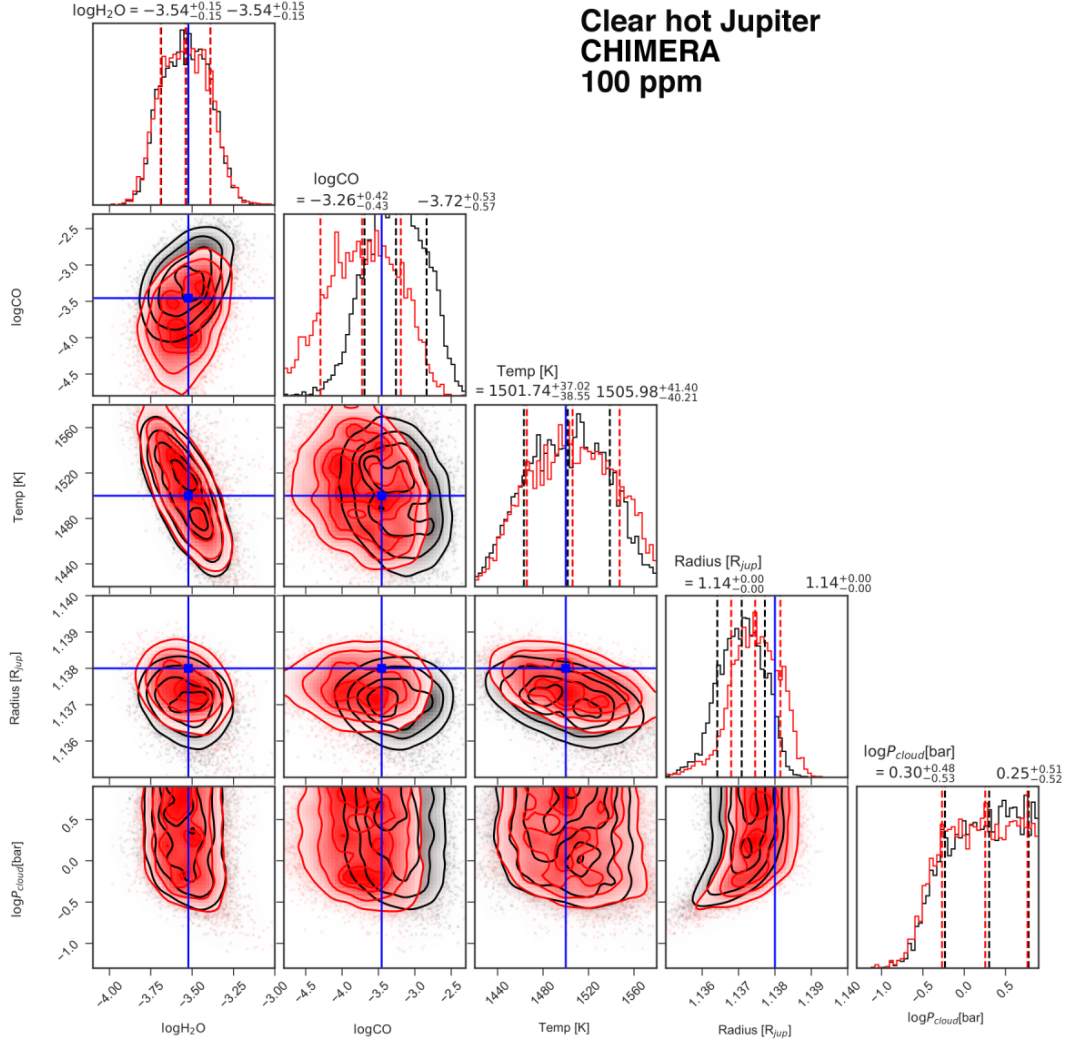 logH₂O = −3.54+0.15−0.15 −3.54+0.15−0.15
Clear hot Jupiter
CHIMERA
100 ppm
logCO
= −3.26+0.42−0.43 −3.72+0.53−0.57
−2.5
−3.0
−3.5
−4.0
−4.5
logCO
Temp [K]
= 1501.74+37.02−38.55 1505.98+41.40−40.21
1560
1520
1480
1440
Temp [K]
Radius [Rjup]
= 1.14+0.00−0.00 1.14+0.00−0.00
1.140
1.139
1.138
1.137
1.136
Radius [Rjup]
logPcloud[bar]
= 0.30+0.48−0.53 0.25+0.51−0.52
0.5
0.0
−0.5
−1.0
logPcloud[bar]
−4.00 −3.75 −3.50 −3.25 −3.00
−4.5 −4.0 −3.5 −3.0 −2.5
1440 1480 1520 1560
1.136 1.137 1.138 1.139 1.140
−1.0 −0.5 0.0 0.5
logH₂O
logCO
Temp [K]
Radius [Rjup]
logPcloud[bar]